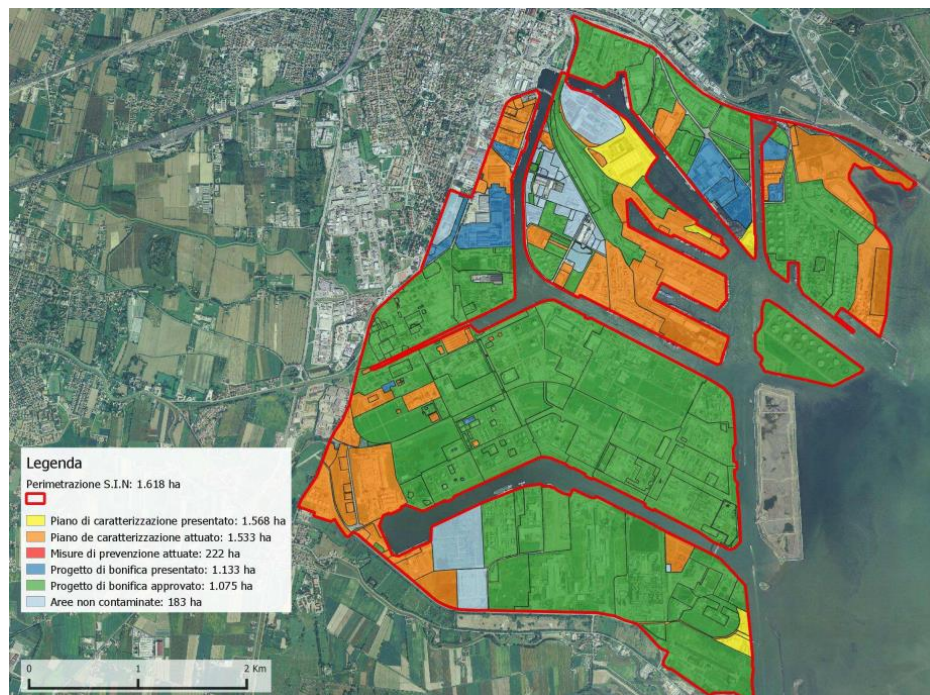 Legenda
Perimetrazione S.I.N: 1.618 ha
Piano di caratterizzazione presentato: 1.568 ha
Piano de caratterizzazione attuato: 1.533 ha
Misure di prevenzione attuate: 222 ha
Progetto di bonifica presentato: 1.133 ha
Progetto di bonifica approvato: 1.075 ha
Aree non contaminate: 183 ha
0 1 2 Km